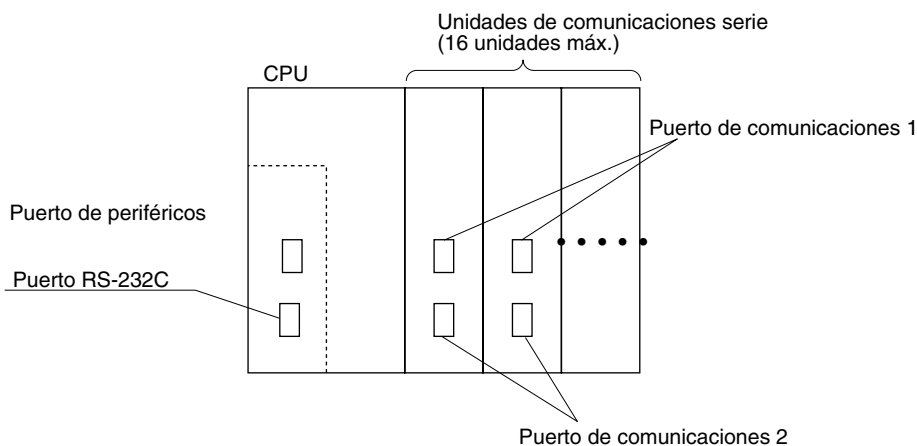 Unidades de comunicaciones serie
(16 unidades máx.)
CPU
Puerto de comunicaciones 1
Puerto de periféricos
Puerto RS-232C
Puerto de comunicaciones 2